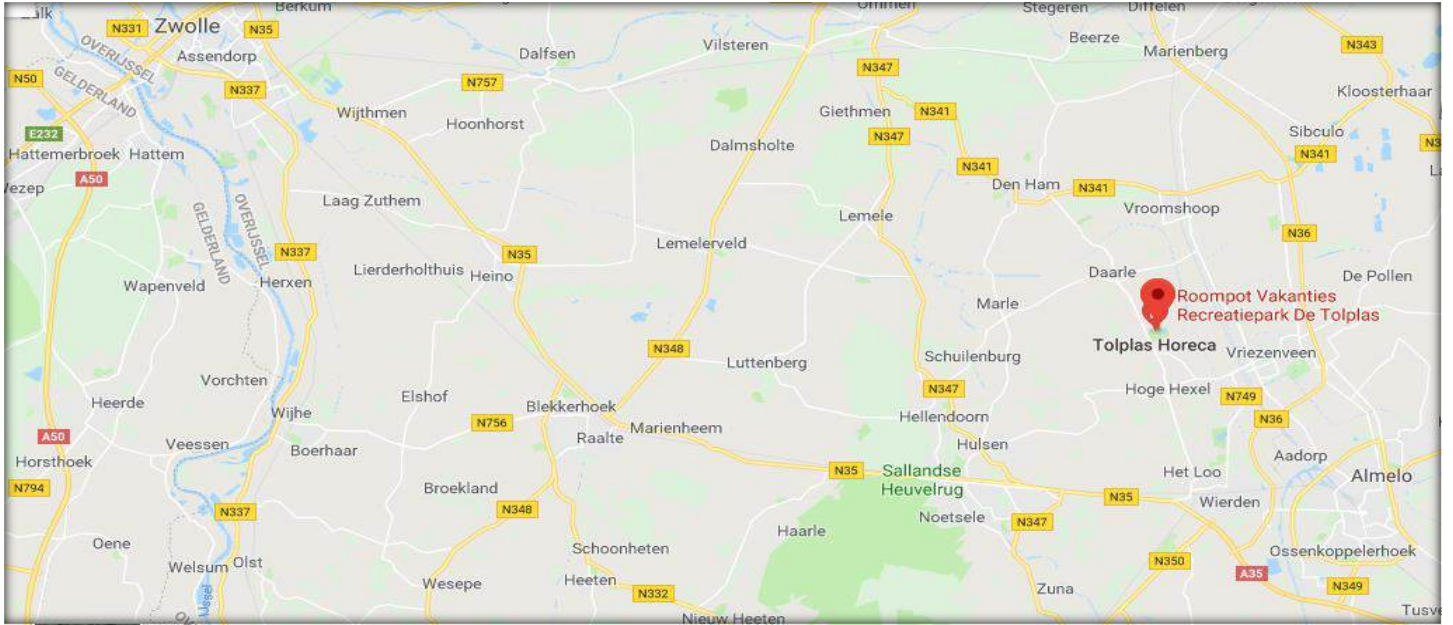 Berkum
Ommen
Stegeren
Diffelen
N331
Zwolle
N35
Assendorp
OVERIJSSEL
GELDERLAND
N50
N337
Dalfsen
Vilsteren
Beerze
Marienberg
N343
N757
N347
Kloosterhaar
Wijthmen
Hoonhorst
Giethmen
N341
E232
N347
Sibculo
Hattemerbroek
Hattem
Dalmsholte
N341
N341
A50
Den Ham
N341
Laag Zuthem
Lemele
Vroomshoop
OVERIJSSEL
GELDERLAND
N337
N35
Lemelerveld
N36
Lierderholthuis
Heino
Daarle
De Pollen
Wapenveld
Herxen
Marle
Roompot Vakanties
Recreatiepark De Tolplas
Tolplas Horeca
N348
Luttenberg
Schuilenburg
Vriezenveen
Vorchten
Elshof
N347
Hoge Hexel
N749
Heerde
Wijhe
Blekkerhoek
Hellendoorn
N36
N756
Marienheem
A50
Veessen
Boerhaar
Raalte
Hulsen
Aadorp
Horsthoek
N35
Sallandse
Heuvelrug
Het Loo
Almelo
N794
Broekland
N35
Wierden
N337
N348
Noetsele
N347
Oene
Haarle
Schoonheten
Ossenkoppelerhoek
Welsum
Olst
N350
A35
Wesepe
Heeten
N332
Zuna
N349
Nieuw Heeten